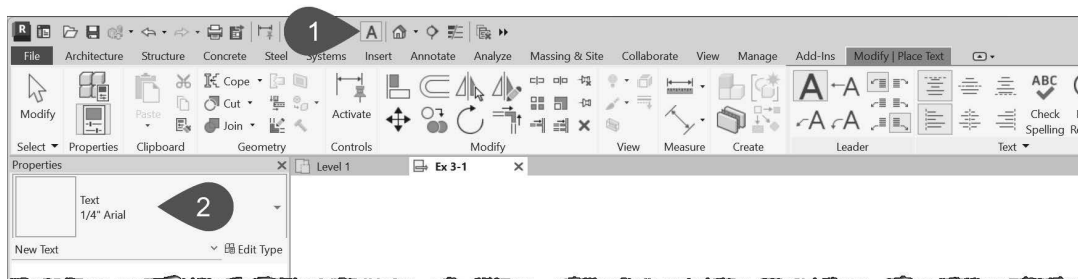 R 1 A
File Architecture Structure Concrete Steel Systems Insert Annotate Analyze Massing & Site Collaborate View Manage Add-Ins Modify | Place Text
Cope
Cut
Join
Modify Paste Activate ABC
Check
Spelling
Select Properties Clipboard Geometry Controls Modify View Measure Create Leader Text
Properties Level 1 Ex 3-1
Text
1/4" Arial
2
New Text Edit Type